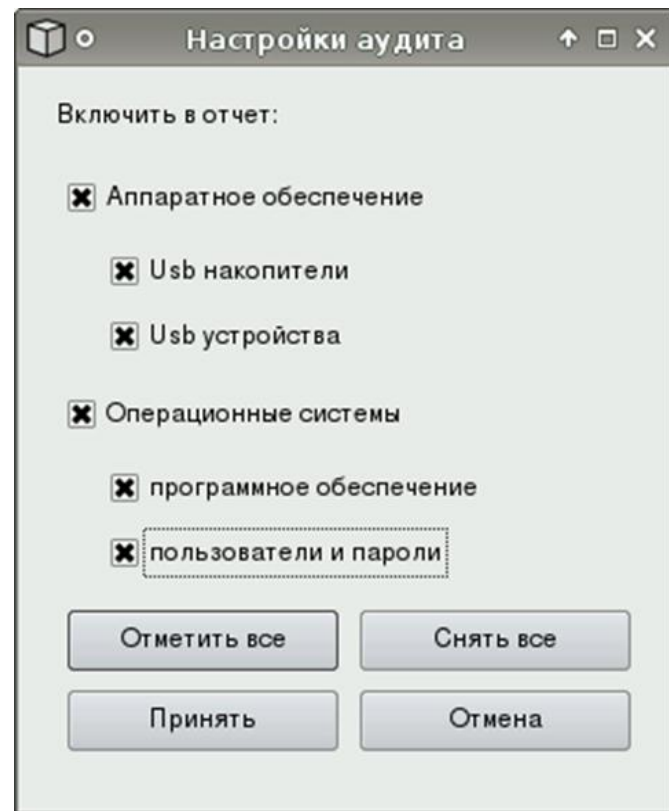 Настройки аудита
Включить в отчет:
Аппаратное обеспечение
Usb накопители
Usb устройства
Операционные системы
программное обеспечение
пользователи и пароли
Отметить все
Снять все
Принять
Отмена